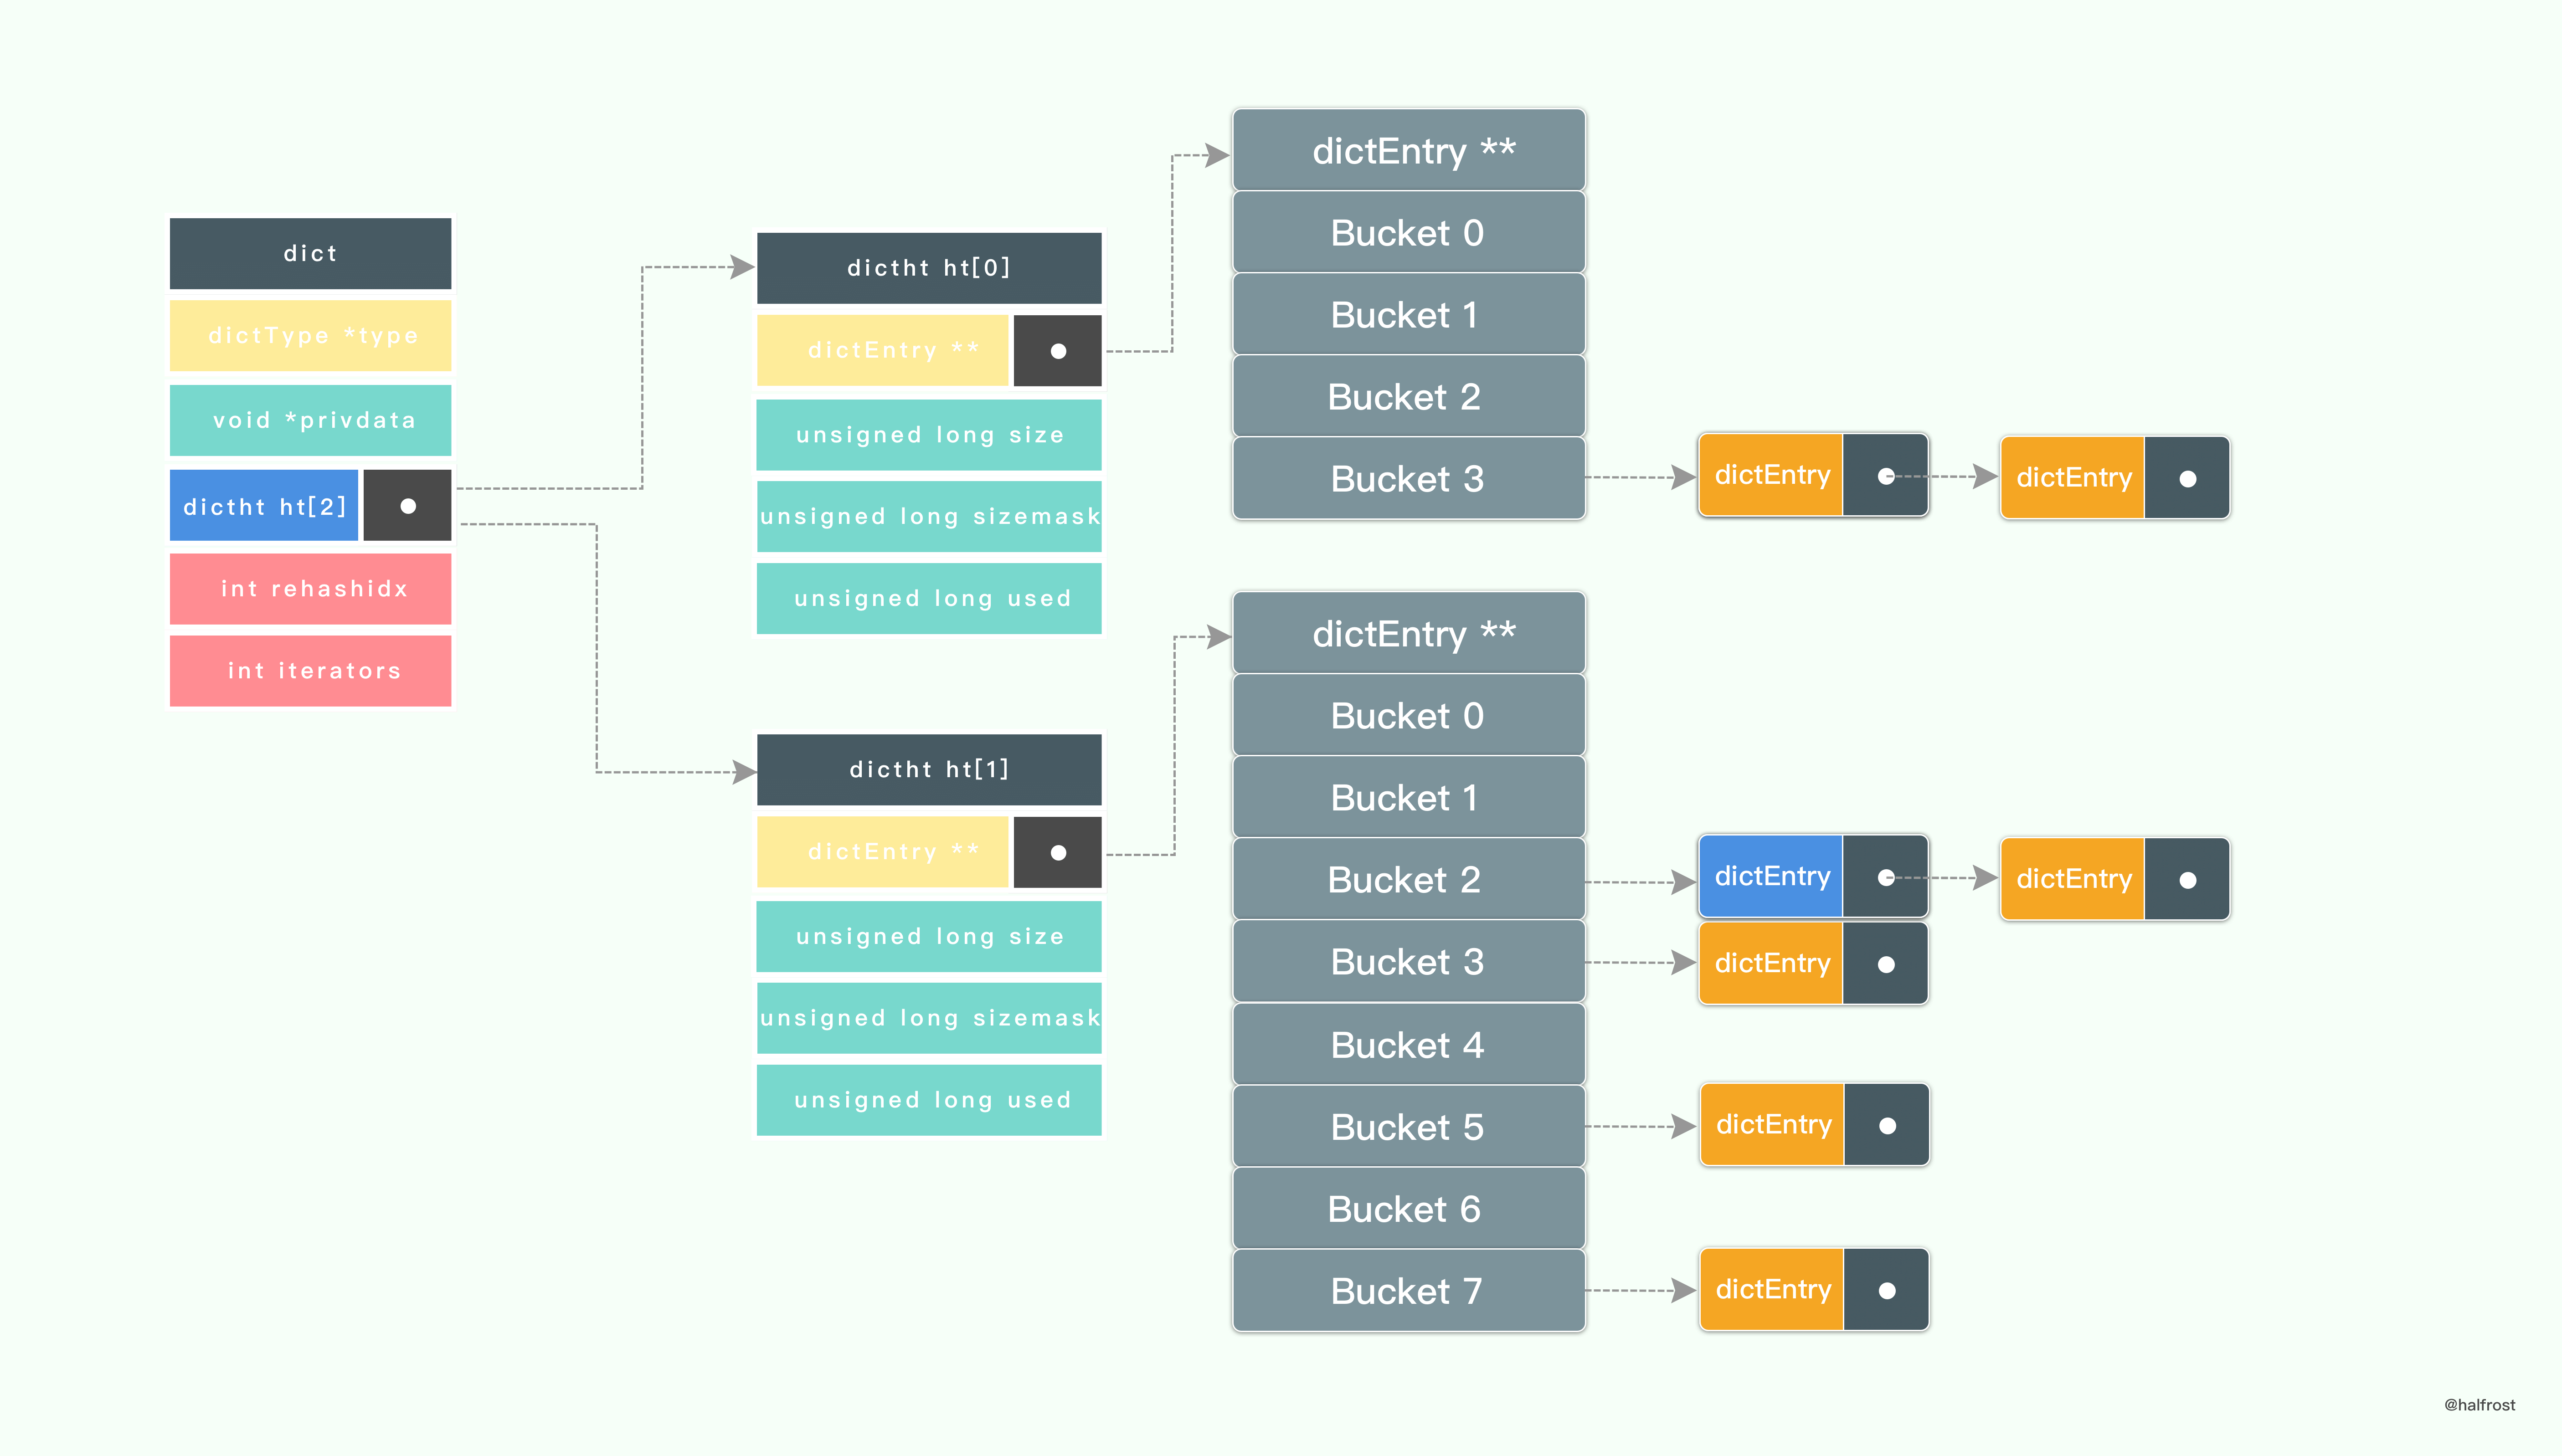 dict
dictType *type
void *privdata
dictht ht[2]
int rehashidx
int iterators
dictht ht[0]
dictEntry **
unsigned long size
unsigned long sizemask
unsigned long used
dictht ht[1]
dictEntry **
unsigned long size
unsigned long sizemask
unsigned long used
dictEntry **
Bucket 0
Bucket 1
Bucket 2
Bucket 3
dictEntry
dictEntry
dictEntry **
Bucket 0
Bucket 1
Bucket 2
dictEntry
dictEntry
Bucket 3
dictEntry
Bucket 4
Bucket 5
dictEntry
Bucket 6
Bucket 7
dictEntry
@halfrost